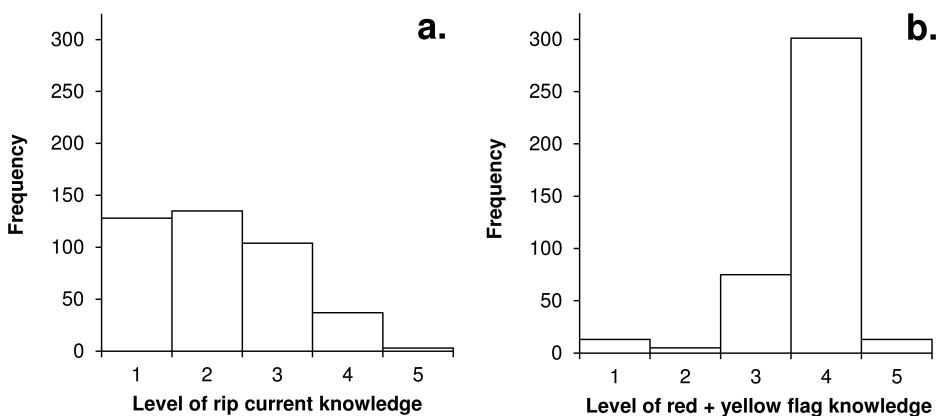 a.
300
250
200
150
100
50
0
Frequency
1 2 3 4 5
Level of rip current knowledge
b.
300
250
200
150
100
50
0
Frequency
1 2 3 4 5
Level of red + yellow flag knowledge